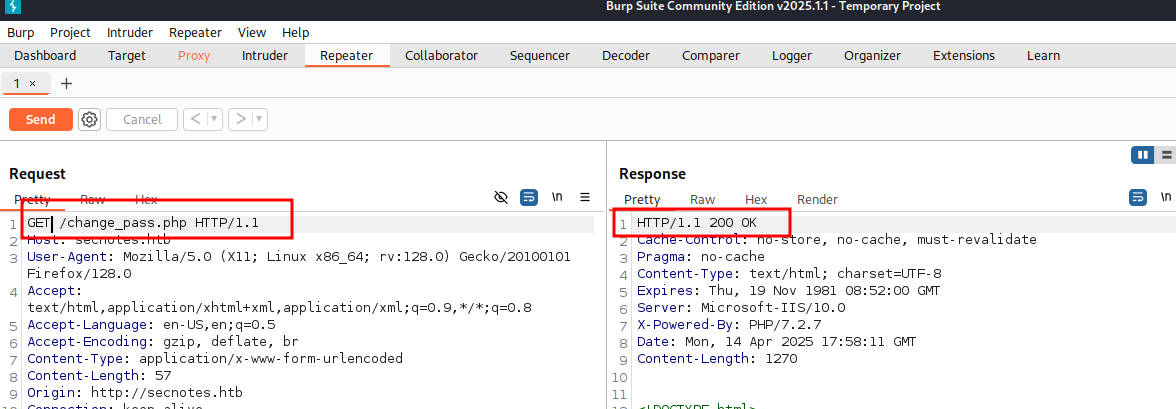 Burp Suite Community Edition v2025.1.1 - Temporary Project
Burp Project Intruder Repeater View Help
Dashboard Target Proxy Intruder Repeater Collaborator Sequencer Decoder Comparer Logger Organizer Extensions Learn
1 × +
Send Cancel < >
Request
Pretty Raw Hex \n
1 GET /change_pass.php HTTP/1.1
2 Host: secnotes.htb
3 User-Agent: Mozilla/5.0 (X11; Linux x86_64; rv:128.0) Gecko/20100101
Firefox/128.0
4 Accept:
text/html,application/xhtml+xml,application/xml;q=0.9,*/*;q=0.8
5 Accept-Language: en-US,en;q=0.5
6 Accept-Encoding: gzip, deflate, br
7 Content-Type: application/x-www-form-urlencoded
8 Content-Length: 57
9 Origin: http://secnotes.htb
10 Connection: keep-alive
Response
Pretty Raw Hex Render \n
1 HTTP/1.1 200 OK
2 Cache-Control: no-store, no-cache, must-revalidate
3 Pragma: no-cache
4 Content-Type: text/html; charset=UTF-8
5 Expires: Thu, 19 Nov 1981 08:52:00 GMT
6 Server: Microsoft-IIS/10.0
7 X-Powered-By: PHP/7.2.7
8 Date: Mon, 14 Apr 2025 17:58:11 GMT
9 Content-Length: 1270
10
11
12 <!DOCTYPE html>